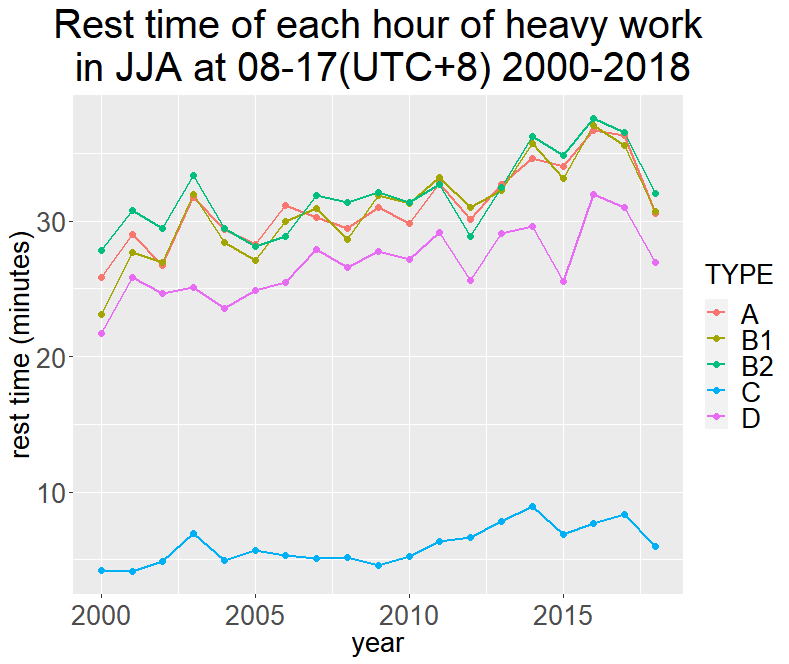 Rest time of each hour of heavy work
in JJA at 08-17(UTC+8) 2000-2018
rest time (minutes)
30
20
10
2000
2005
2010
2015
year
TYPE
A
B1
B2
C
D